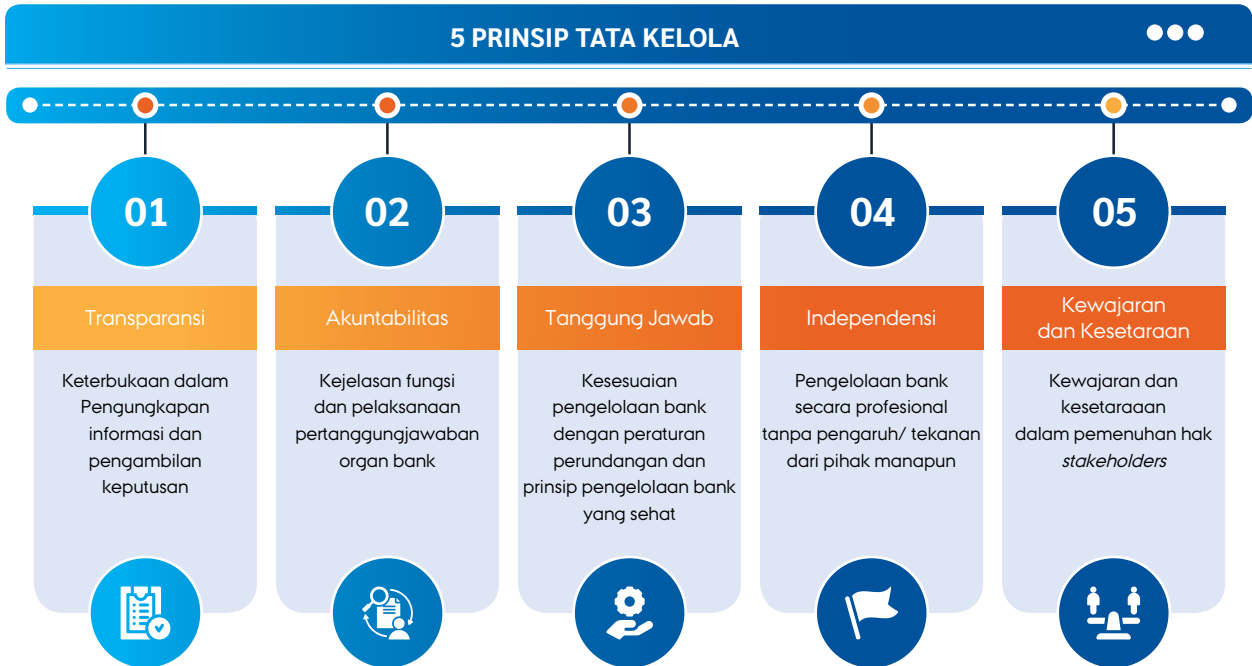 5 PRINSIP TATA KELOLA
01
Transparansi
Keterbukaan dalam
Pengungkapan
informasi dan
pengambilan
keputusan
02
Akuntabilitas
Kejelasan fungsi
dan pelaksanaan
pertanggungjawaban
organ bank
03
Tanggung Jawab
Kesesuaian
pengelolaan bank
dengan peraturan
perundangan dan
prinsip pengelolaan bank
yang sehat
04
Independensi
Pengelolaan bank
secara profesional
tanpa pengaruh/ tekanan
dari pihak manapun
05
Kewajaran
dan Kesetaraan
Kewajaran dan
kesetaraaan
dalam pemenuhan hak
stakeholders